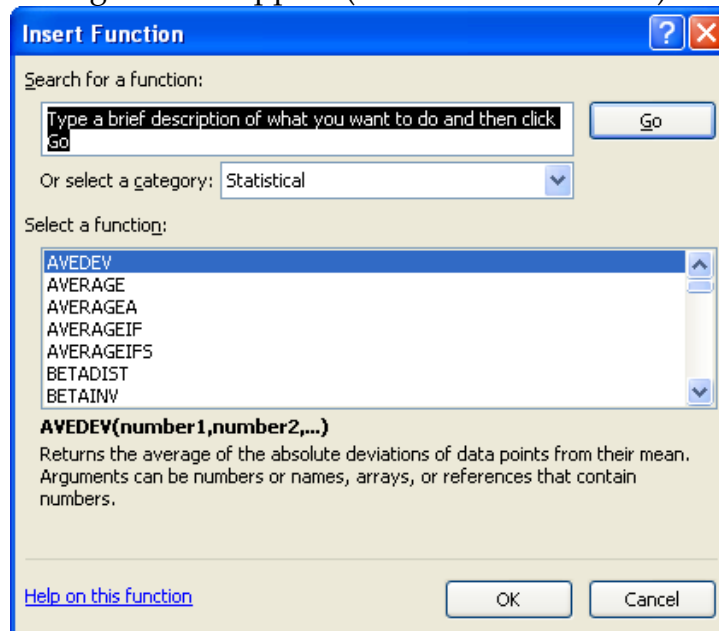 Insert Function
Search for a function:
Type a brief description of what you want to do and then click
Go
Go
Or select a category: Statistical
Select a function:
AVEDEV
AVERAGE
AVERAGEA
AVERAGEIF
AVERAGEIFS
BETADIST
BETAINV
AVEDEV(number1,number2,...)
Returns the average of the absolute deviations of data points from their mean.
Arguments can be numbers or names, arrays, or references that contain
numbers.
Help on this function
OK
Cancel